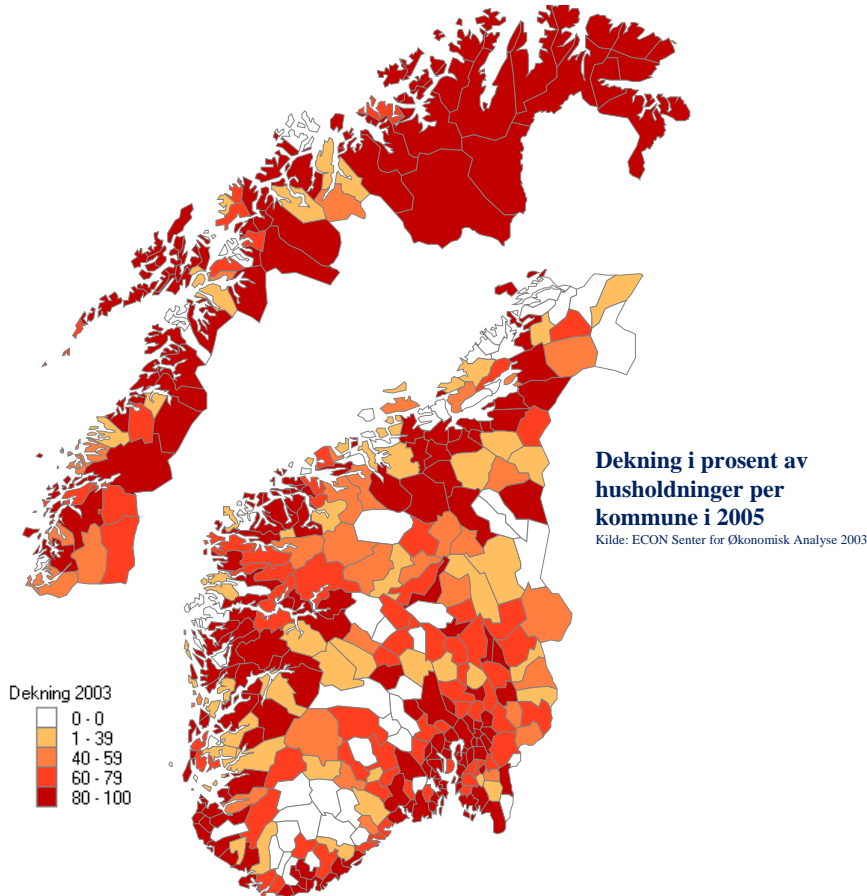 Dekning i prosent av
husholdninger per
kommune i 2005
Kilde: ECON Senter for Økonomisk Analyse 2003
Dekning 2003
0 - 0
1 - 39
40 - 59
60 - 79
80 - 100